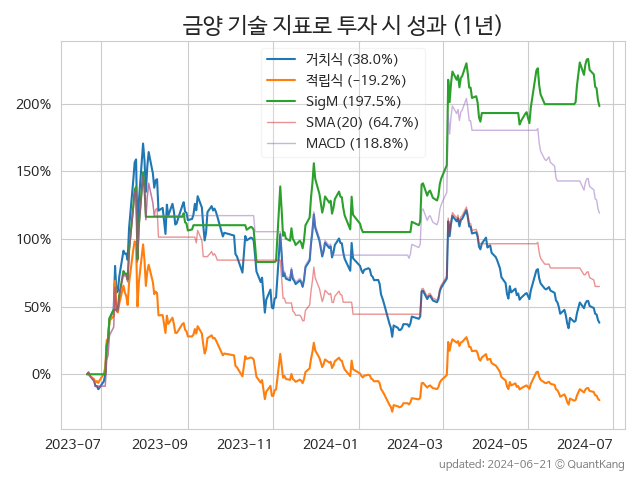 금양 기술 지표로 투자 시 성과 (1년)
거치식 (38.0%)
적립식 (−19.2%)
SigM (197.5%)
SMA(20) (64.7%)
MACD (118.8%)
200%
150%
100%
50%
0%
2023-07 2023-09 2023-11 2024-01 2024-03 2024-05 2024-07
updated: 2024-06-21 ⓒ QuantKang